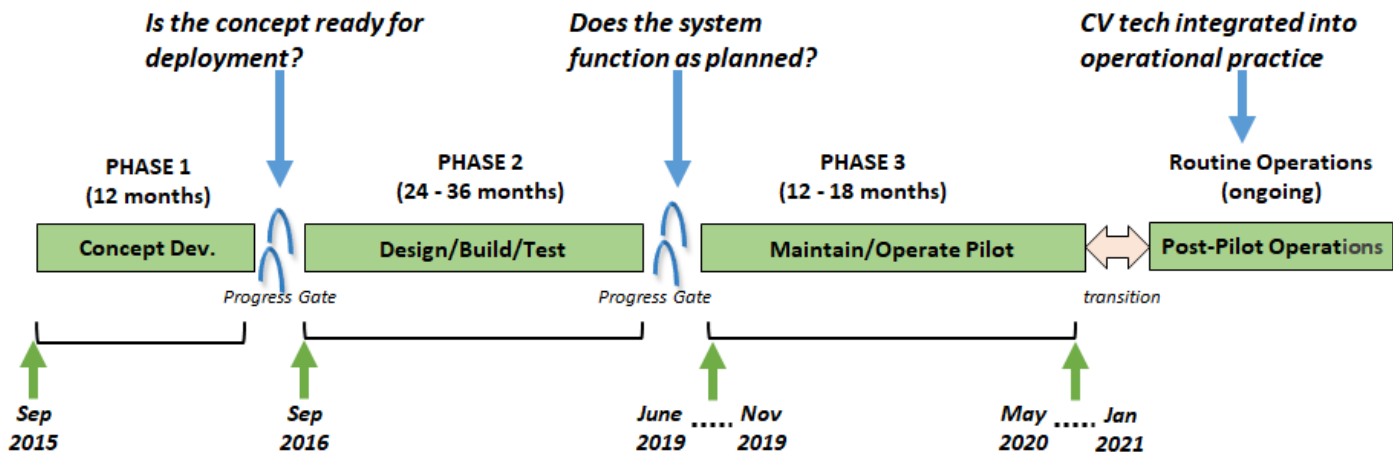 Is the concept ready for
deployment?
Does the system
function as planned?
CV tech integrated into
operational practice
PHASE 1
(12 months)
PHASE 2
(24 - 36 months)
PHASE 3
(12 - 18 months)
Routine Operations
(ongoing)
Concept Dev.
Design/Build/Test
Maintain/Operate Pilot
Post-Pilot Operations
Progress Gate
Progress Gate
transition
Sep
2015
Sep
2016
June
2019
Nov
2019
May
2020
Jan
2021